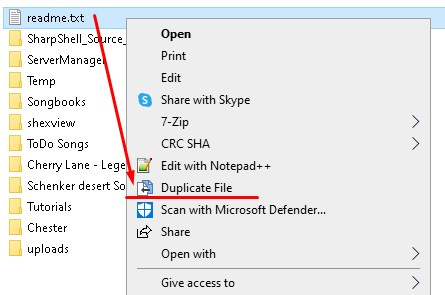 readme.txt
SharpShell_Source_
ServerManager
Temp
Songbooks
shexview
ToDo Songs
Cherry Lane - Lege
Schenker desert So
Tutorials
Chester
uploads
Open
Print
Edit
Share with Skype
7-Zip
CRC SHA
Edit with Notepad++
Duplicate File
Scan with Microsoft Defender...
Share
Open with
Give access to